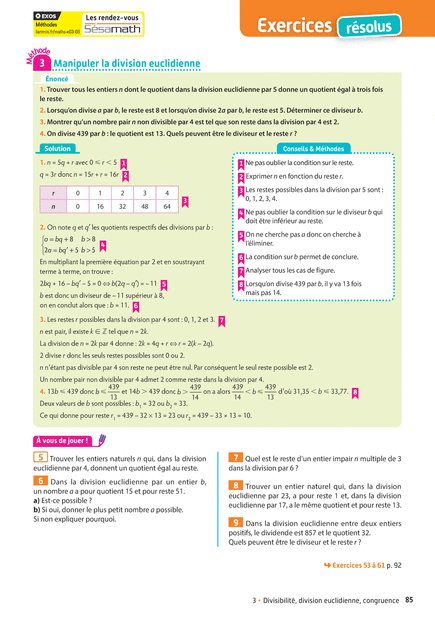 EXOS
Méthodes
lienmini.fr/maths-e03-03
Les rendez-vous
Sésamath
Exercices résolus
Méthode
3 Manipuler la division euclidienne
Énoncé
1. Trouver tous les entiers n dont le quotient dans la division euclidienne par 5 donne un quotient égal à trois fois
le reste.
2. Lorsqu'on divise a par b, le reste est 8 et lorsqu'on divise 2a par b, le reste est 5. Déterminer ce diviseur b.
3. Montrer qu'un nombre pair n non divisible par 4 est tel que son reste dans la division par 4 est 2.
4. On divise 439 par b : le quotient est 13. Quels peuvent être le diviseur et le reste r ?
Solution
1. n = 5q + r avec 0 ⩽ r < 5 1
q = 3r donc n = 15r + r = 16r 2
r 0 1 2 3 4
n 0 16 32 48 64
3
2. On note q et q′ les quotients respectifs des divisions par b :
a = bq + 8 b > 8
2a = bq′ + 5 b > 5
4
En multipliant la première équation par 2 et en soustrayant
terme à terme, on trouve :
2bq + 16 – bq′ – 5 = 0 ⇔ b(2q – q′) = – 11 5
b est donc un diviseur de – 11 supérieur à 8,
on en conclut alors que : b = 11. 6
Conseils & Méthodes
1 Ne pas oublier la condition sur le reste.
2 Exprimer n en fonction du reste r.
3 Les restes possibles dans la division par 5 sont :
0, 1, 2, 3, 4.
4 Ne pas oublier la condition sur le diviseur b qui
doit être inférieur au reste.
5 On ne cherche pas a donc on cherche à
l'éliminer.
6 La condition sur b permet de conclure.
7 Analyser tous les cas de figure.
8 Lorsqu'on divise 439 par b, il y va 13 fois
mais pas 14.
3. Les restes r possibles dans la division par 4 sont : 0, 1, 2 et 3. 7
n est pair, il existe k ∈ ℤ tel que n = 2k.
La division de n = 2k par 4 donne : 2k = 4q + r ⇔ r = 2(k – 2q).
2 divise r donc les seuls restes possibles sont 0 ou 2.
n n'étant pas divisible par 4 son reste ne peut être nul. Par conséquent le seul reste possible est 2.
Un nombre pair non divisible par 4 admet 2 comme reste dans la division par 4.
4. 13b ⩽ 439 donc b ⩽ 439/13 et 14b > 439 donc b > 439/14 on a alors 439/14 < b ⩽ 439/13 d'où 31,35 < b ⩽ 33,77. 8
Deux valeurs de b sont possibles : b₁ = 32 ou b₂ = 33.
Ce qui donne pour reste r₁ = 439 – 32 × 13 = 23 ou r₂ = 439 – 33 × 13 = 10.
À vous de jouer !
5 Trouver les entiers naturels n qui, dans la division
euclidienne par 4, donnent un quotient égal au reste.
6 Dans la division euclidienne par un entier b,
un nombre a a pour quotient 15 et pour reste 51.
a) Est-ce possible ?
b) Si oui, donner le plus petit nombre a possible.
Si non expliquer pourquoi.
7 Quel est le reste d'un entier impair n multiple de 3
dans la division par 6 ?
8 Trouver un entier naturel qui, dans la division
euclidienne par 23, a pour reste 1 et, dans la division
euclidienne par 17, a le même quotient et pour reste 13.
9 Dans la division euclidienne entre deux entiers
positifs, le dividende est 857 et le quotient 32.
Quels peuvent être le diviseur et le reste r ?
Exercices 53 à 61 p. 92
3 • Divisibilité, division euclidienne, congruence 85